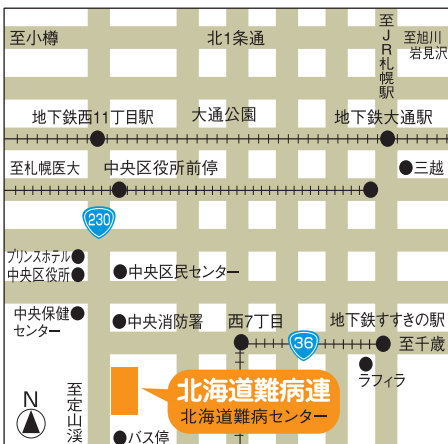 至小樽
北1条通
至JR札幌駅
至旭川
岩見沢
地下鉄西11丁目駅
大通公園
地下鉄大通駅
至札幌医大
中央区役所前停
三越
230
プリンスホテル
中央区役所
中央区民センター
中央保健
センター
中央消防署
西7丁目
地下鉄すすきの駅
36
至千歳
ラフィラ
北海道難病連
北海道難病センター
N
至定山渓
バス停